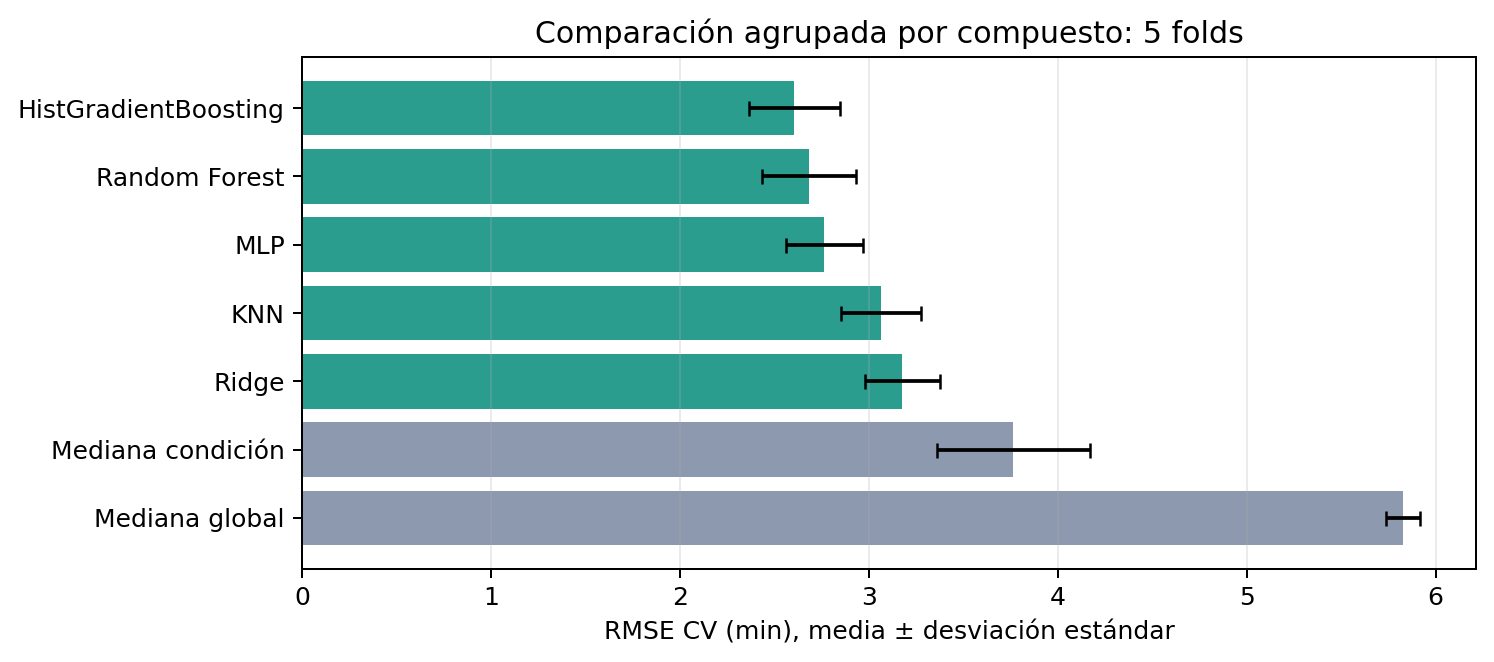 Comparación agrupada por compuesto: 5 folds
HistGradientBoosting
Random Forest
MLP
KNN
Ridge
Mediana condición
Mediana global
0 1 2 3 4 5 6
RMSE CV (min), media ± desviación estándar